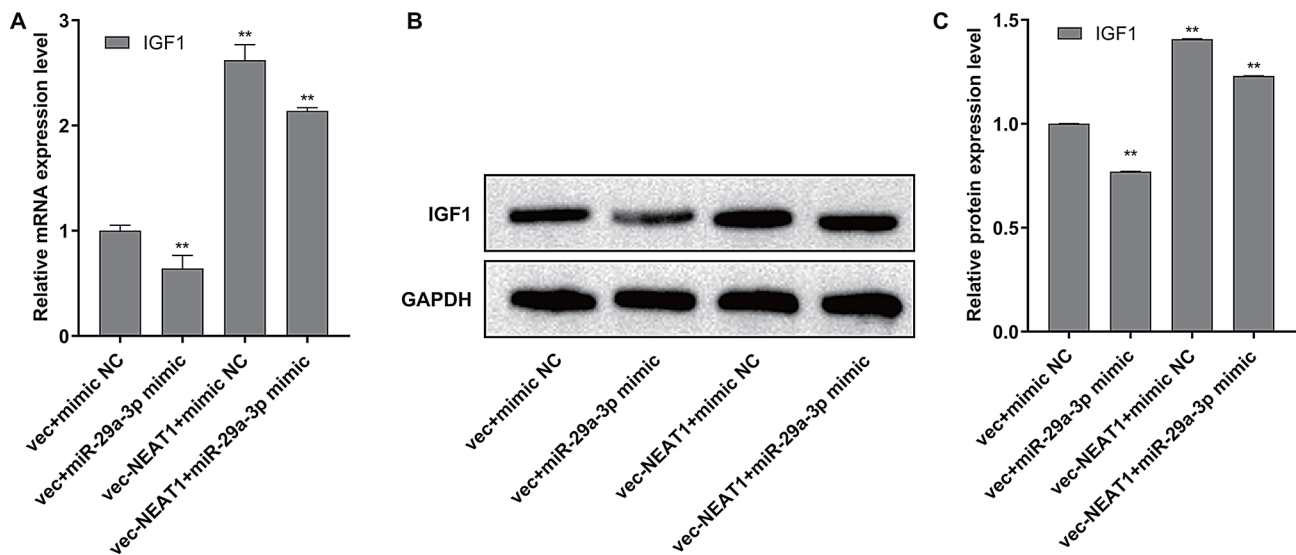 A
Relative mRNA expression level
3
2
1
0
IGF1
**
**
**
vec+mimic NC
vec+miR-29a-3p mimic
vec-NEAT1+mimic NC
vec-NEAT1+miR-29a-3p mimic
B
IGF1
GAPDH
vec+mimic NC
vec+miR-29a-3p mimic
vec-NEAT1+mimic NC
vec-NEAT1+miR-29a-3p mimic
C
Relative protein expression level
1.5
1.0
0.5
0.0
IGF1
**
**
**
vec+mimic NC
vec+miR-29a-3p mimic
vec-NEAT1+mimic NC
vec-NEAT1+miR-29a-3p mimic